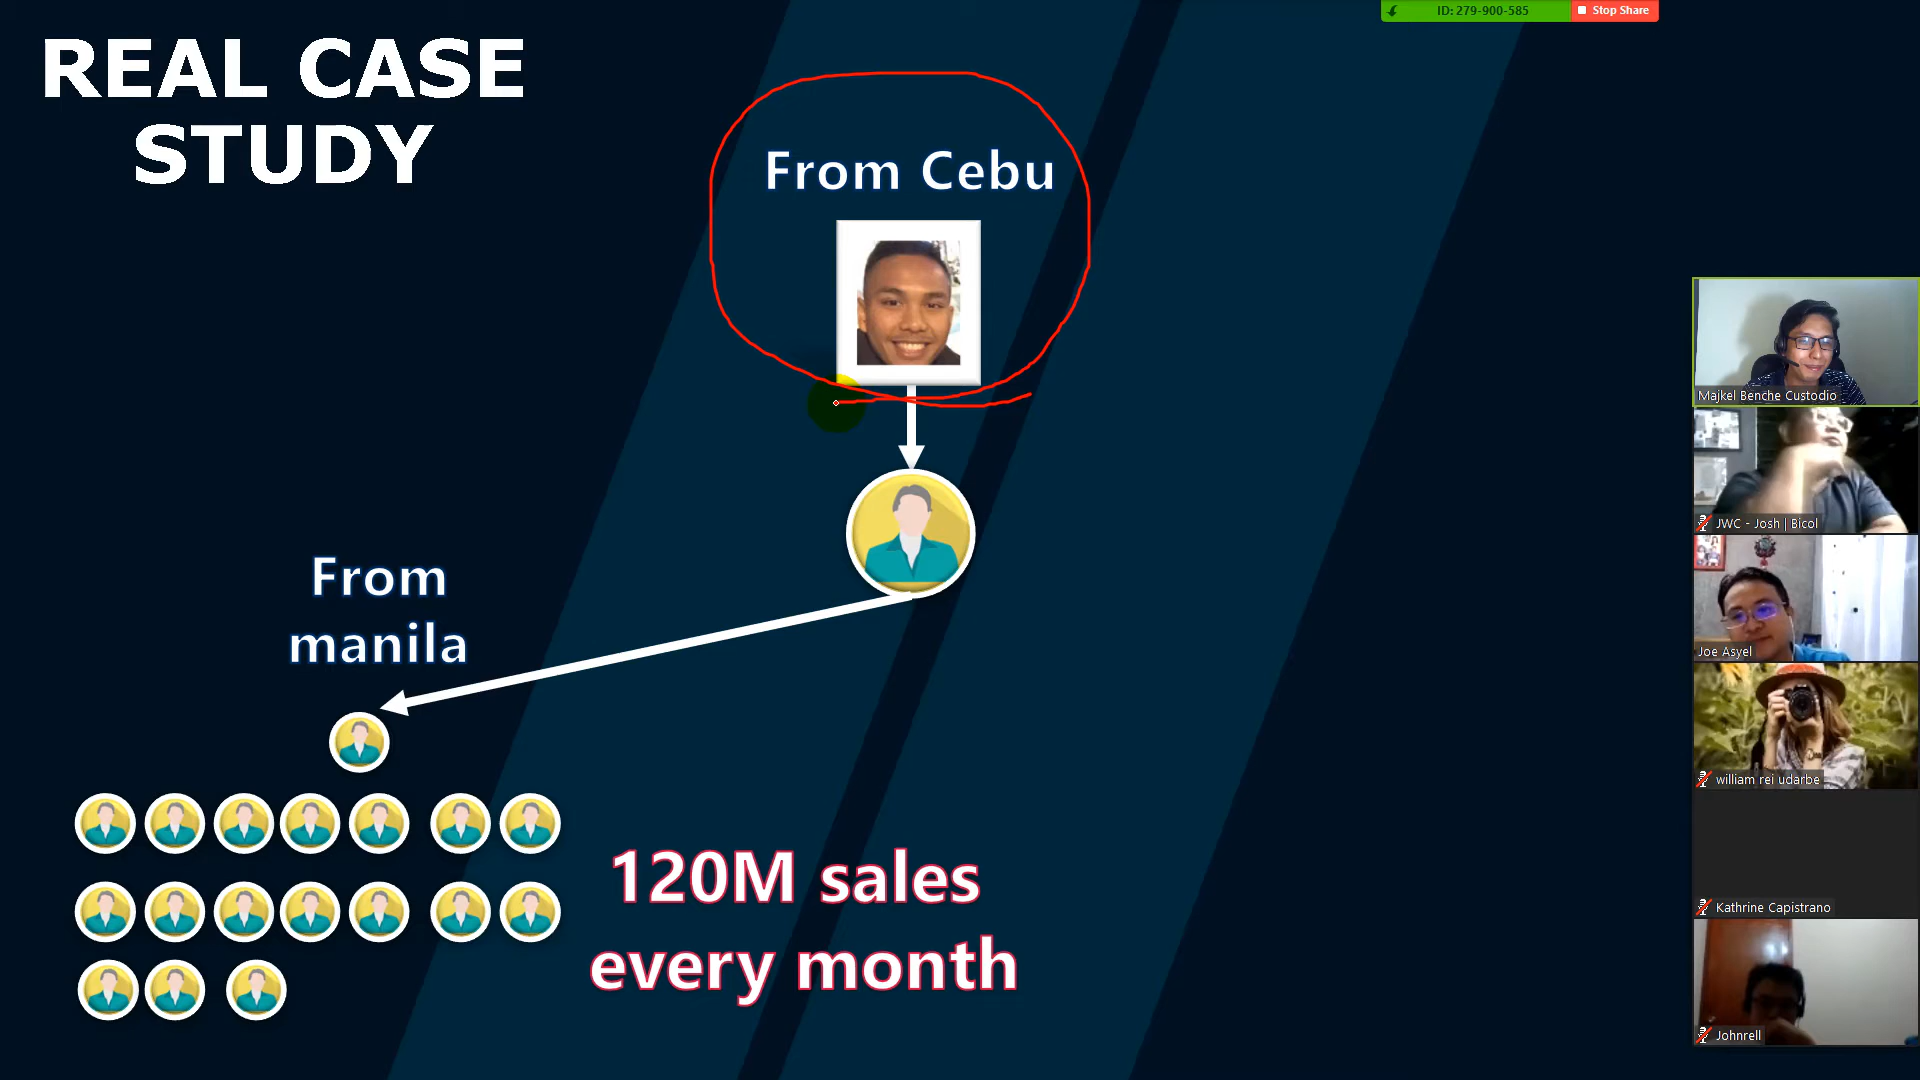 ID: 279-900-585
Stop Share
REAL CASE
STUDY
From Cebu
From
manila
120M sales
every month
Majkel Benche Custodio
JWC - Josh | Bicol
Joe Asyel
william rei udarbe
Kathrine Capistrano
Johnrell